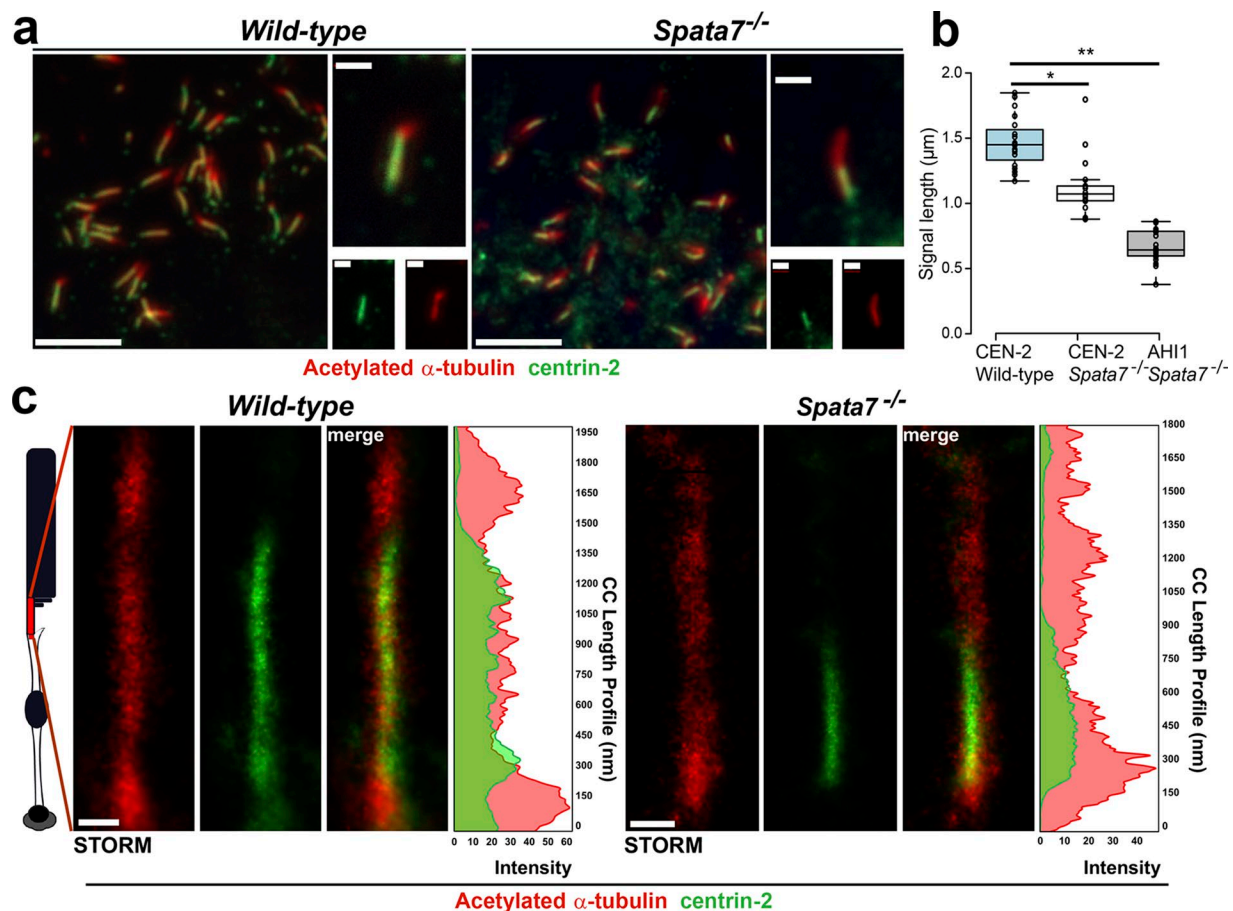 a
Wild-type
Spata7-/-
Acetylated α-tubulin centrin-2
b
**
*
Signal length (μm)
2.0
1.5
1.0
0.5
0.0
CEN-2 CEN-2 AHI1
Wild-type Spata7-/- Spata7-/-
c
Wild-type
Spata7-/-
merge
1950
1800
1650
1500
1350
1200
1050
900
750
600
450
300
150
0
CC Length Profile (nm)
0 10 20 30 40 50 60
Intensity
STORM
merge
1800
1650
1500
1350
1200
1050
900
750
600
450
300
150
0
CC Length Profile (nm)
0 10 20 30 40
Intensity
STORM
Acetylated α-tubulin centrin-2